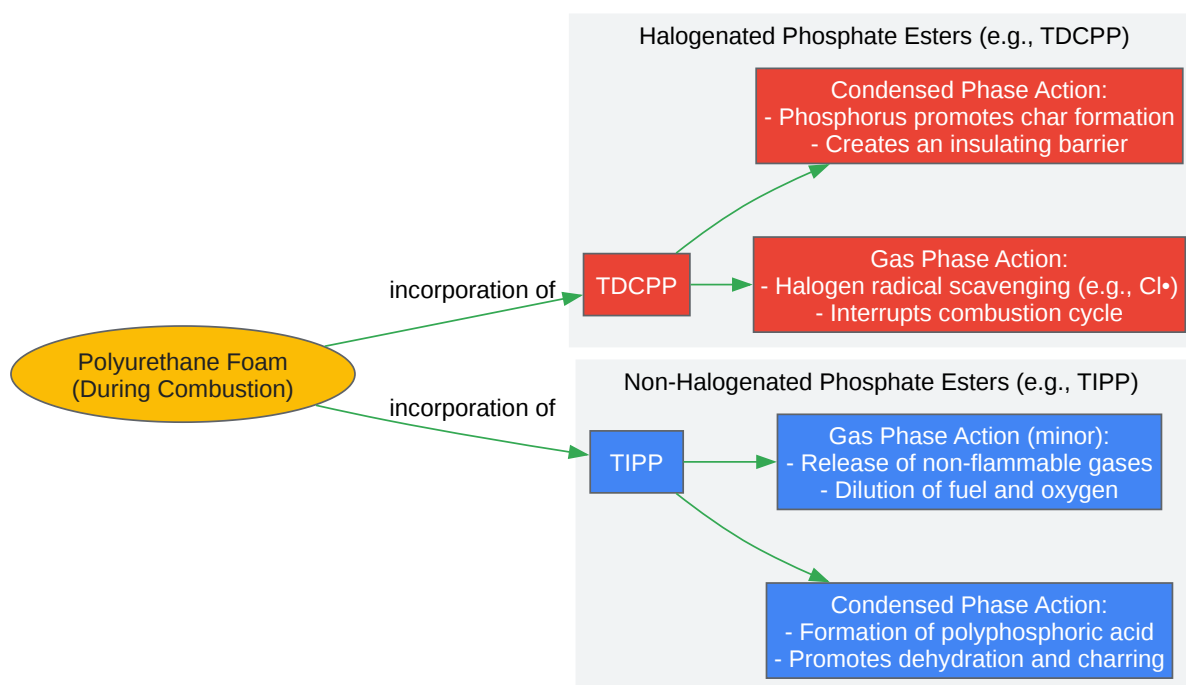 Halogenated Phosphate Esters (e.g., TDCPP)
Condensed Phase Action:
- Phosphorus promotes char formation
- Creates an insulating barrier
Gas Phase Action:
- Halogen radical scavenging (e.g., Cl•)
- Interrupts combustion cycle
TDCPP
incorporation of
Polyurethane Foam
(During Combustion)
incorporation of
Non-Halogenated Phosphate Esters (e.g., TIPP)
TIPP
Gas Phase Action (minor):
- Release of non-flammable gases
- Dilution of fuel and oxygen
Condensed Phase Action:
- Formation of polyphosphoric acid
- Promotes dehydration and charring